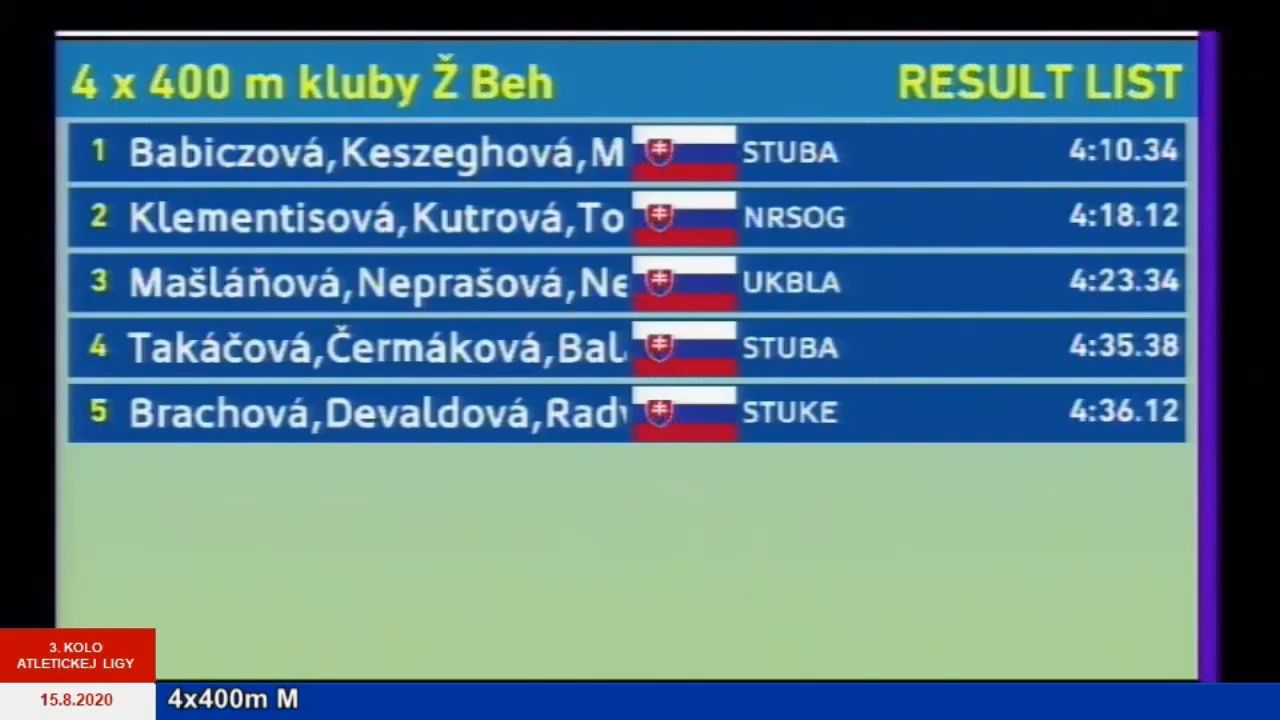 4 x 400 m kluby Ž Beh RESULT LIST
1 Babiczová,Keszeghová,M STUBA 4:10.34
2 Klementisová,Kutrová,To NRSOG 4:18.12
3 Mašláňová,Neprašová,Ne UKBLA 4:23.34
4 Takáčová,Čermáková,Bal STUBA 4:35.38
5 Brachová,Devaldová,Rady STUKE 4:36.12
3. KOLO
ATLETICKEJ LIGY
15.8.2020 4x400m M